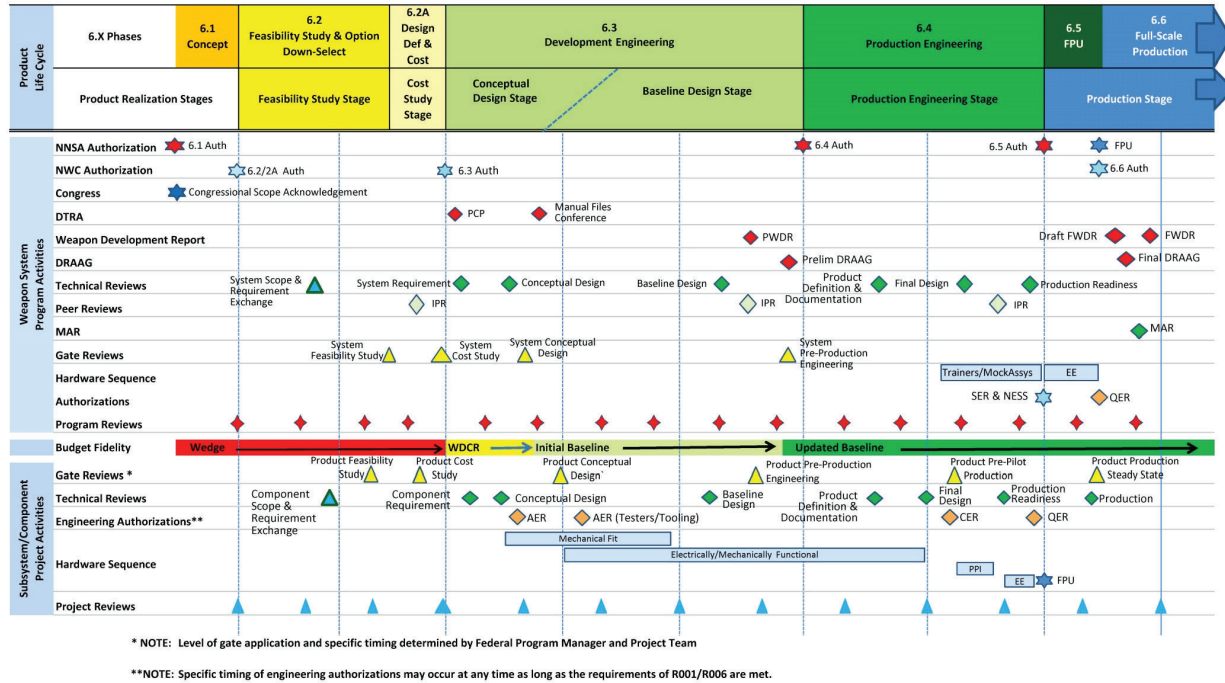 Product
Life Cycle
6.X Phases
6.1
Concept
6.2
Feasibility Study & Option
Down-Select
6.2A
Design
Def &
Cost
6.3
Development Engineering
6.4
Production Engineering
6.5
FPU
6.6
Full-Scale
Production
Product Realization Stages
Feasibility Study Stage
Cost
Study
Stage
Conceptual
Design Stage
Baseline Design Stage
Production Engineering Stage
Production Stage
Weapon System
Program Activities
NNSA Authorization
6.1 Auth
6.4 Auth
6.5 Auth
FPU
NWC Authorization
6.2/2A Auth
6.3 Auth
6.6 Auth
Congress
Congressional Scope Acknowledgement
DTRA
PCP
Manual Files
Conference
Weapon Development Report
PWDR
Draft FWDR
FWDR
DRAAG
Prelim DRAAG
Final DRAAG
Technical Reviews
System Scope &
Requirement
Exchange
System Requirement
Conceptual Design
Baseline Design
Product
Definition &
Documentation
Final Design
Production Readiness
Peer Reviews
IPR
IPR
IPR
MAR
MAR
Gate Reviews
System
Feasibility Study
System
Cost Study
System Conceptual
Design
System
Pre-Production
Engineering
Hardware Sequence
Trainers/MockAssys
EE
Authorizations
SER & NESS
QER
Program Reviews
Budget Fidelity
Wedge
WDCR
Initial Baseline
Updated Baseline
Subsystem/Component
Project Activities
Gate Reviews *
Product Feasibility
Study
Product Cost
Study
Product Conceptual
Design`
Product Pre-Production
Engineering
Product Pre-Pilot
Production
Product Production
Steady State
Technical Reviews
Component
Scope &
Requirement
Exchange
Component
Requirement
Conceptual Design
Baseline
Design
Product
Definition &
Documentation
Final
Design
Production
Readiness
Production
Engineering Authorizations**
AER
AER (Testers/Tooling)
CER
QER
Hardware Sequence
Mechanical Fit
Electrically/Mechanically Functional
PPI
EE
FPU
Project Reviews
* NOTE: Level of gate application and specific timing determined by Federal Program Manager and Project Team
**NOTE: Specific timing of engineering authorizations may occur at any time as long as the requirements of R001/R006 are met.